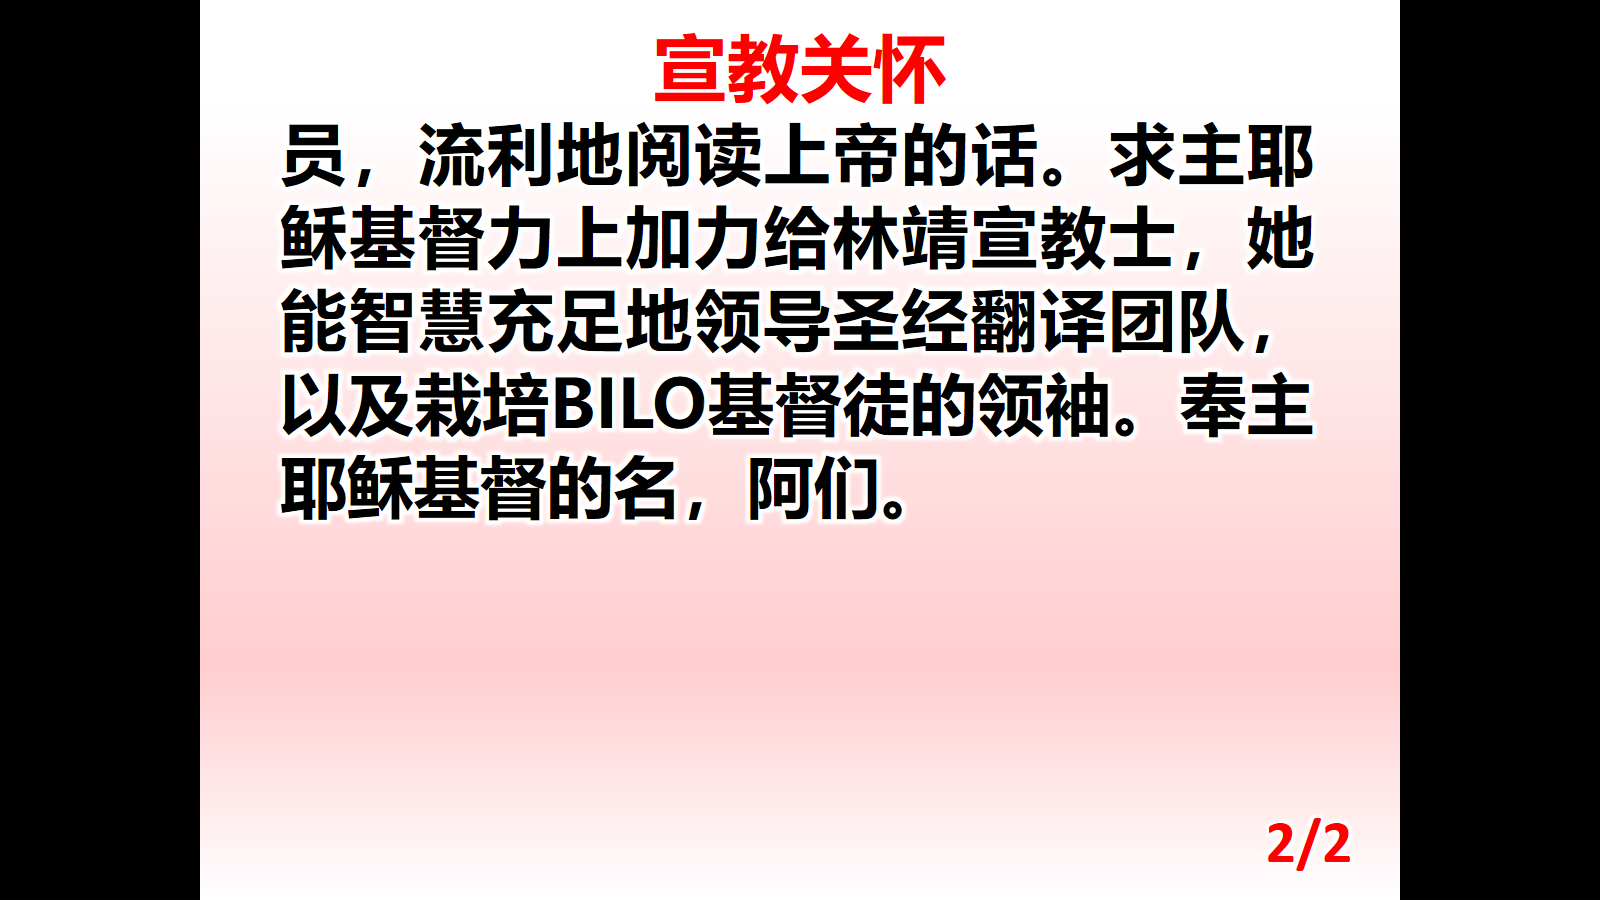 宣教关怀
员，流利地阅读上帝的话。求主耶
稣基督力上加力给林靖宣教士，她
能智慧充足地领导圣经翻译团队，
以及栽培BILO基督徒的领袖。奉主
耶稣基督的名，阿们。
2/2